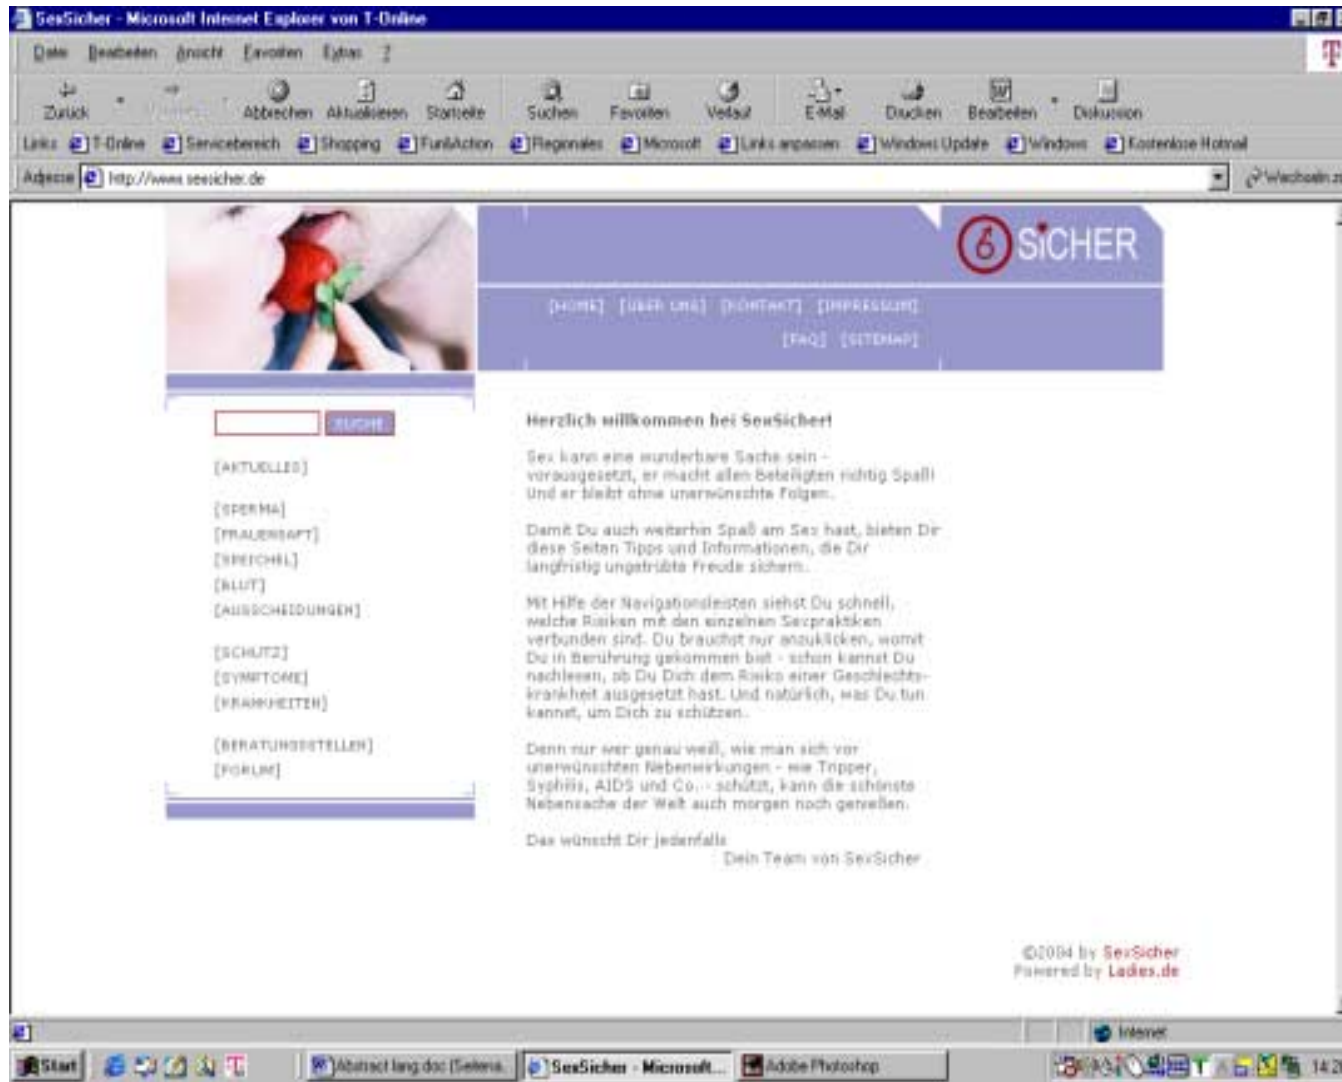 SexSicher - Microsoft Internet Explorer von T-Online
Datei Bearbeiten Ansicht Favoriten Extras ?
Zurück Abbrechen Aktualisieren Startseite Suchen Favoriten Verlauf E-Mail Drucken Bearbeiten Diskussion
Links T-Online Servicebereich Shopping Fun&Action Regionales Microsoft Links anpassen Windows Update Windows Kostenlose Hotmail
Adresse http://www.sexsicher.de Wechseln zu
6 SiCHER
[HOME] [ÜBER UNS] [KONTAKT] [IMPRESSUM]
[FAQ] [SITEMAP]
SUCHE
[AKTUELLES]
[SPERMA]
[FRAUENSAFT]
[SPEICHEL]
[BLUT]
[AUSSCHEIDUNGEN]
[SCHUTZ]
[SYMPTOME]
[KRANKHEITEN]
[BERATUNGSSTELLEN]
[FORUM]
Herzlich willkommen bei SexSicher!
Sex kann eine wunderbare Sache sein -
vorausgesetzt, er macht allen Beteiligten richtig Spaß!
Und er bleibt ohne unerwünschte Folgen.
Damit Du auch weiterhin Spaß am Sex hast, bieten Dir
diese Seiten Tipps und Informationen, die Dir
langfristig ungetrübte Freude sichern.
Mit Hilfe der Navigationsleisten siehst Du schnell,
welche Risiken mit den einzelnen Sexpraktiken
verbunden sind. Du brauchst nur anzuklicken, womit
Du in Berührung gekommen bist - schon kannst Du
nachlesen, ob Du Dich dem Risiko einer Geschlechts-
krankheit ausgesetzt hast. Und natürlich, was Du tun
kannst, um Dich zu schützen.
Denn nur wer genau weiß, wie man sich vor
unerwünschten Nebenwirkungen - wie Tripper,
Syphilis, AIDS und Co. - schützt, kann die schönste
Nebensache der Welt auch morgen noch genießen.
Das wünscht Dir jedenfalls
Dein Team von SexSicher
©2004 by SexSicher
Powered by Ladies.de
Internet
Start Abstract lang.doc (Seitena... SexSicher - Microsoft... Adobe Photoshop